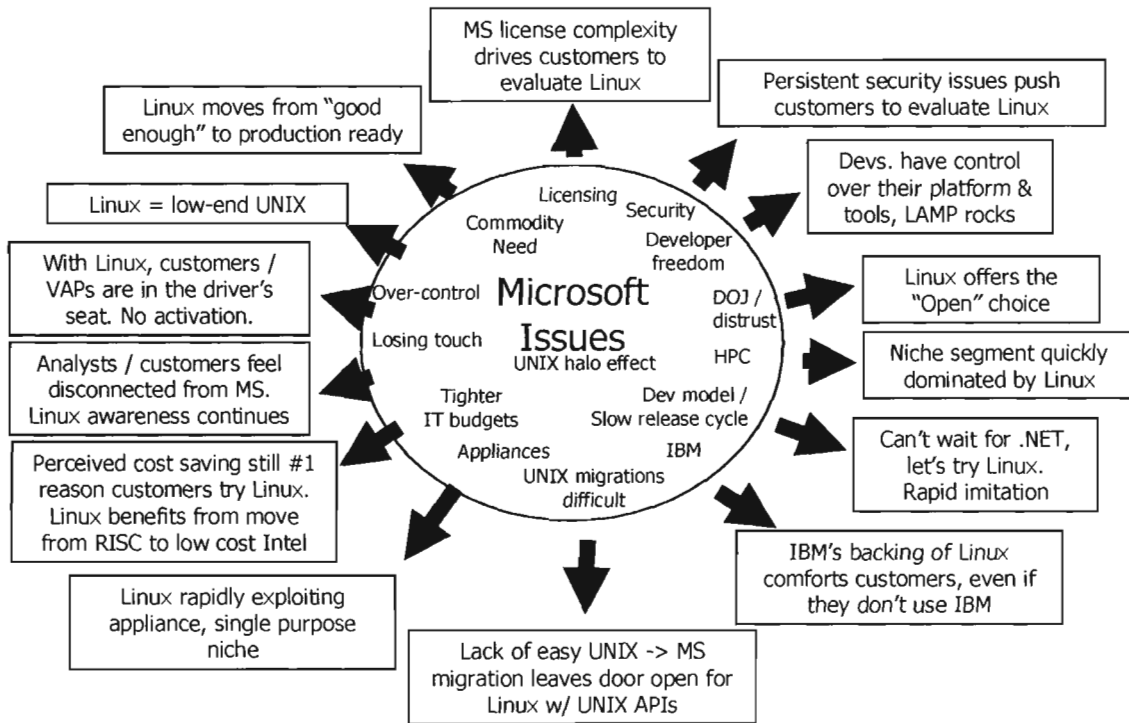 MS license complexity
drives customers to
evaluate Linux
Persistent security issues push
customers to evaluate Linux
Linux moves from “good
enough” to production ready
Devs. have control
over their platform &
tools, LAMP rocks
Linux = low-end UNIX
With Linux, customers /
VAPs are in the driver’s
seat. No activation.
Linux offers the
“Open” choice
Analysts / customers feel
disconnected from MS.
Linux awareness continues
Niche segment quickly
dominated by Linux
Perceived cost saving still #1
reason customers try Linux.
Linux benefits from move
from RISC to low cost Intel
Can’t wait for .NET,
let’s try Linux.
Rapid imitation
Linux rapidly exploiting
appliance, single purpose
niche
IBM’s backing of Linux
comforts customers, even if
they don’t use IBM
Lack of easy UNIX -> MS
migration leaves door open for
Linux w/ UNIX APIs
Licensing
Security
Commodity
Need
Developer
freedom
Over-control
Microsoft
Issues
DOJ /
distrust
Losing touch
UNIX halo effect
HPC
Tighter
IT budgets
Dev model /
Slow release cycle
Appliances
IBM
UNIX migrations
difficult